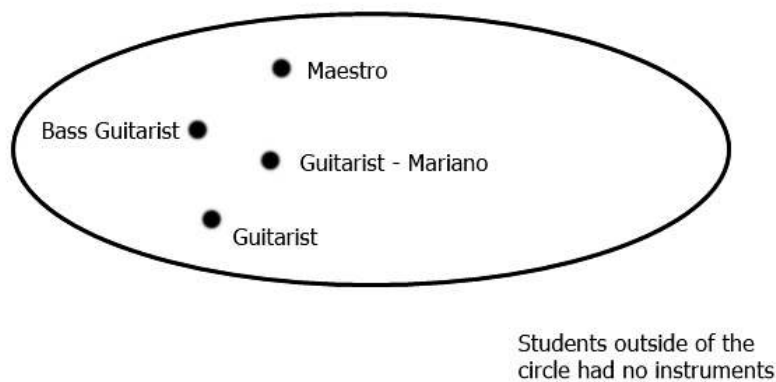 Maestro
Bass Guitarist
Guitarist - Mariano
Guitarist
Students outside of the
circle had no instruments